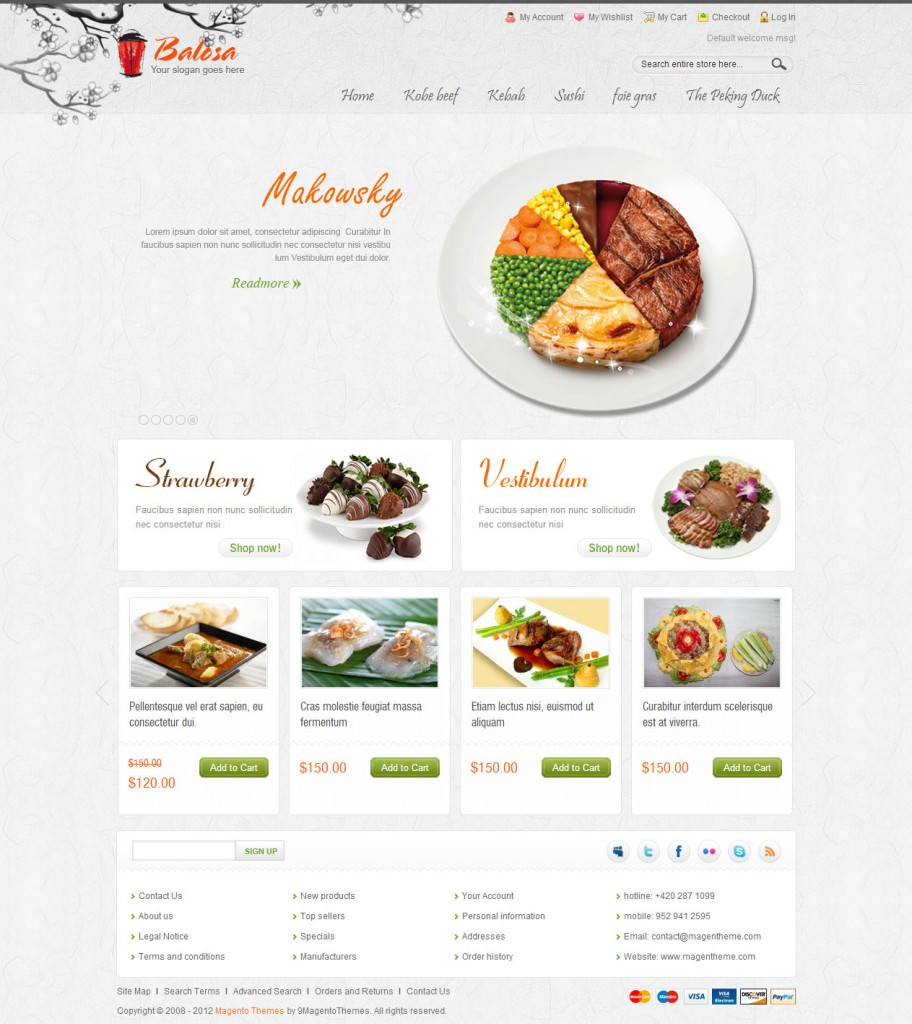 My Account
My Wishlist
My Cart
Checkout
Log In
Default welcome msg!
Balosa
Your slogan goes here
Search entire store here...
Home
Kobe beef
Kebab
Sushi
foie gras
The Peking Duck
Makowsky
Lorem ipsum dolor sit amet, consectetur adipiscing Curabitur In
faucibus sapien non nunc sollicitudin nec consectetur nisi vestibu
lum Vestibulum eget dui dolor.
Readmore »
Strawberry
Faucibus sapien non nunc sollicitudin
nec consectetur nisi
Shop now!
Vestibulum
Faucibus sapien non nunc sollicitudin
nec consectetur nisi
Shop now!
Pellentesque vel erat sapien, eu
consectetur dui.
$150.00
$120.00
Add to Cart
Cras molestie feugiat massa
fermentum
$150.00
Add to Cart
Etiam lectus nisi, euismod ut
aliquam
$150.00
Add to Cart
Curabitur interdum scelerisque
est at viverra.
$150.00
Add to Cart
SIGN UP
Contact Us
About us
Legal Notice
Terms and conditions
New products
Top sellers
Specials
Manufacturers
Your Account
Personal information
Addresses
Order history
hotline: +420 287 1099
mobile: 952 941 2595
Email: contact@magentheme.com
Website: www.magentheme.com
Site Map | Search Terms | Advanced Search | Orders and Returns | Contact Us
Copyright © 2008 - 2012 Magento Themes by 9MagentoThemes. All rights reserved.
MasterCard
Maestro
VISA
VISA Electron
DISCOVER
PayPal